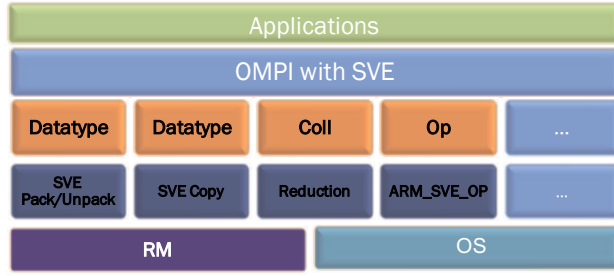 Applications
OMPI with SVE
Datatype
Datatype
Coll
Op
...
SVE
Pack/Unpack
SVE Copy
Reduction
ARM_SVE_OP
...
RM
OS